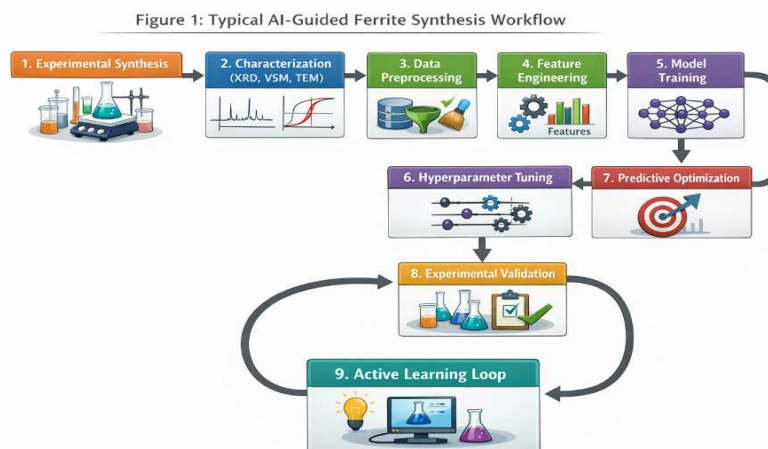 Figure 1: Typical AI-Guided Ferrite Synthesis Workflow
1. Experimental Synthesis
2. Characterization
(XRD, VSM, TEM)
3. Data
Preprocessing
4. Feature
Engineering
Features
5. Model
Training
6. Hyperparameter Tuning
7. Predictive Optimization
8. Experimental Validation
9. Active Learning Loop